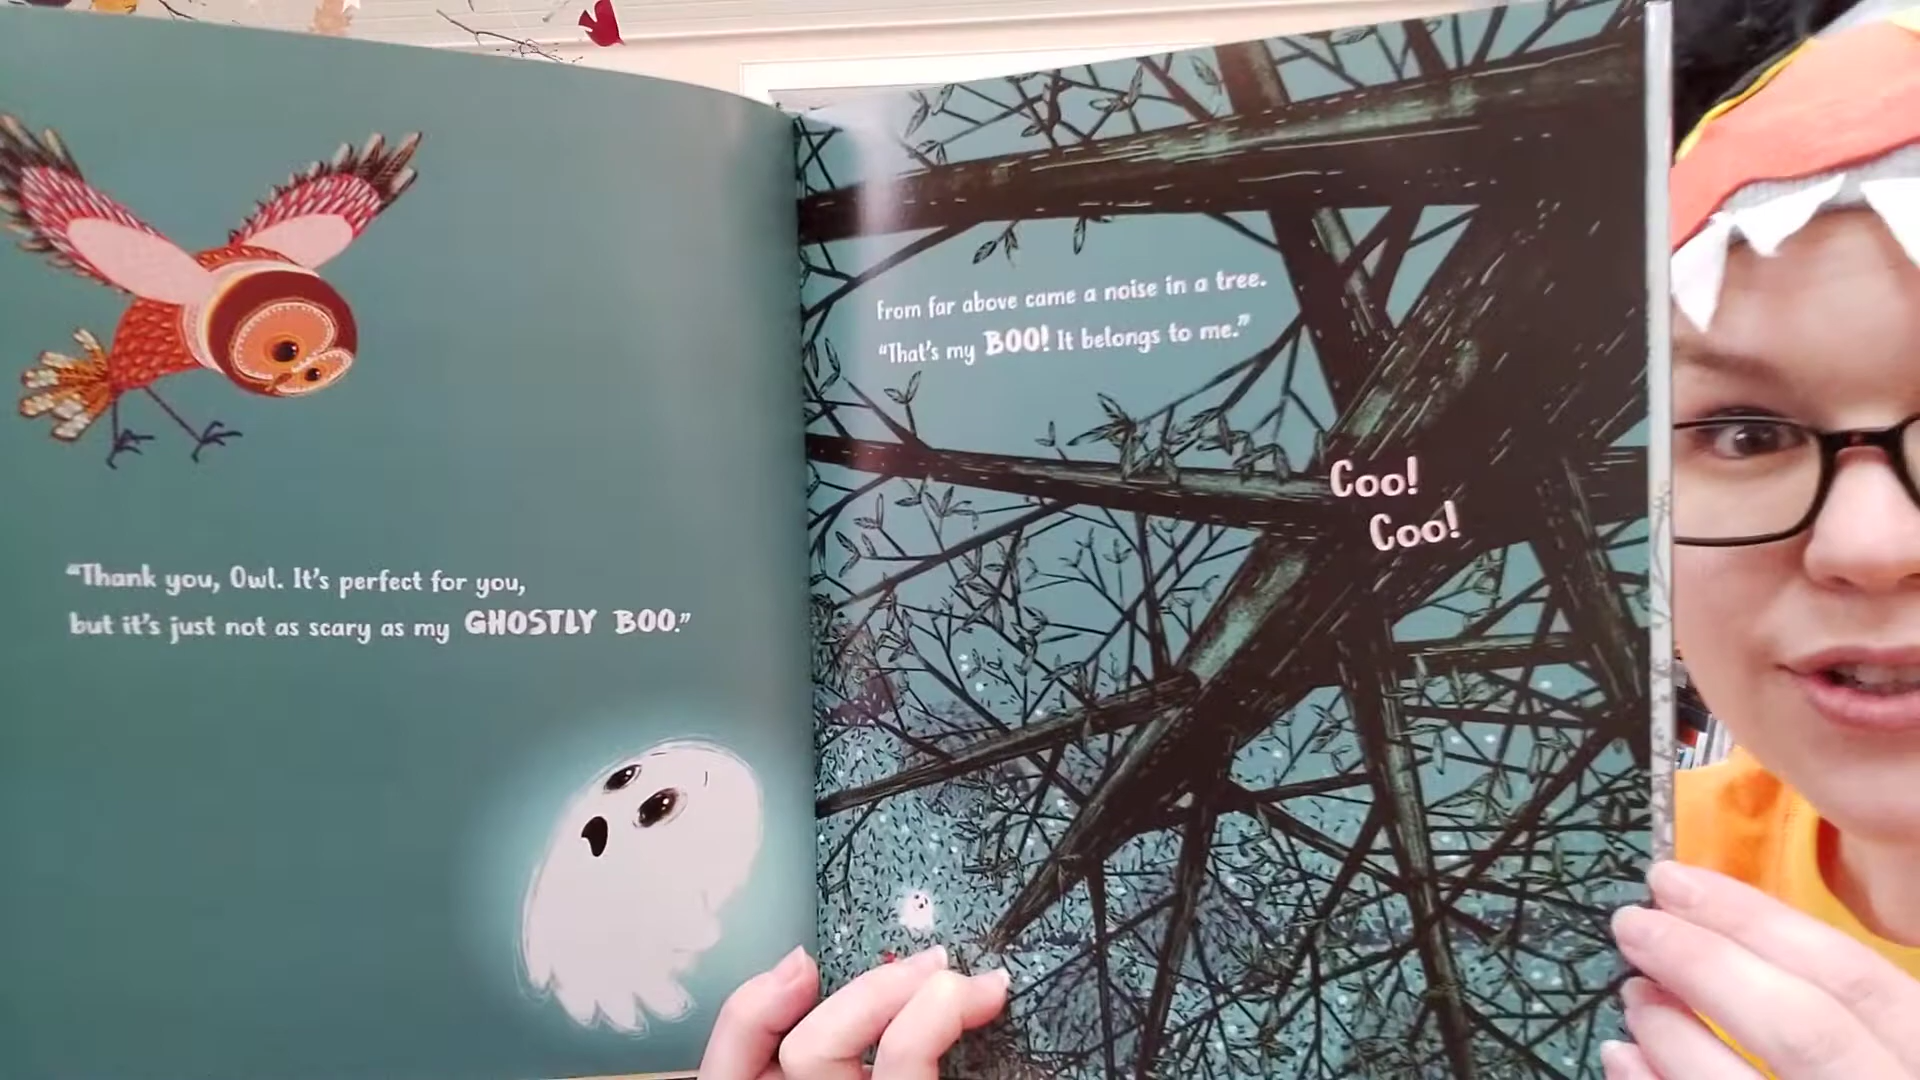 “Thank you, Owl. It’s perfect for you,
but it’s just not as scary as my GHOSTLY BOO.”
From far above came a noise in a tree.
“That’s my BOO! It belongs to me.”
Coo!
Coo!